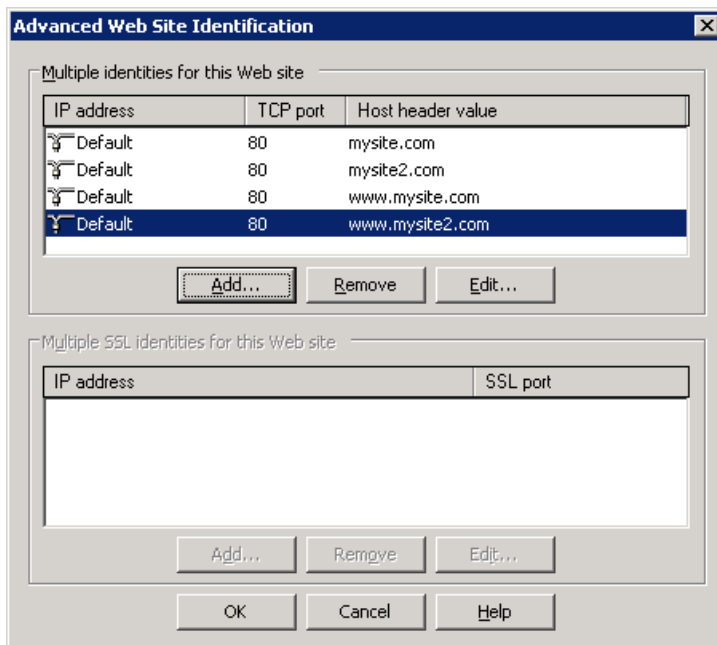 Advanced Web Site Identification
Multiple identities for this Web site
IP address TCP port Host header value
Default 80 mysite.com
Default 80 mysite2.com
Default 80 www.mysite.com
Default 80 www.mysite2.com
Add... Remove Edit...
Multiple SSL identities for this Web site
IP address SSL port
Add... Remove Edit...
OK Cancel Help